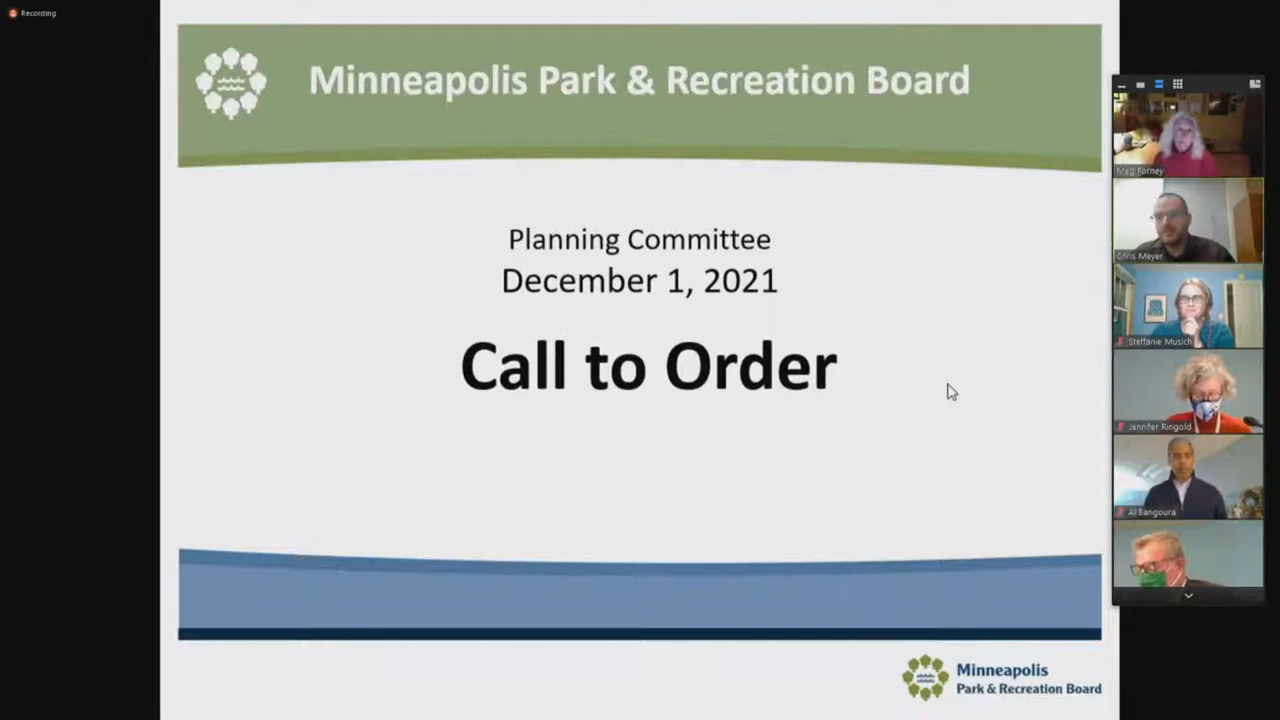 Recording
Minneapolis Park & Recreation Board
Planning Committee
December 1, 2021
Call to Order
Minneapolis
Park & Recreation Board
Meg Forney
Chris Meyer
Steffanie Musich
Jennifer Ringold
Al Bangoura